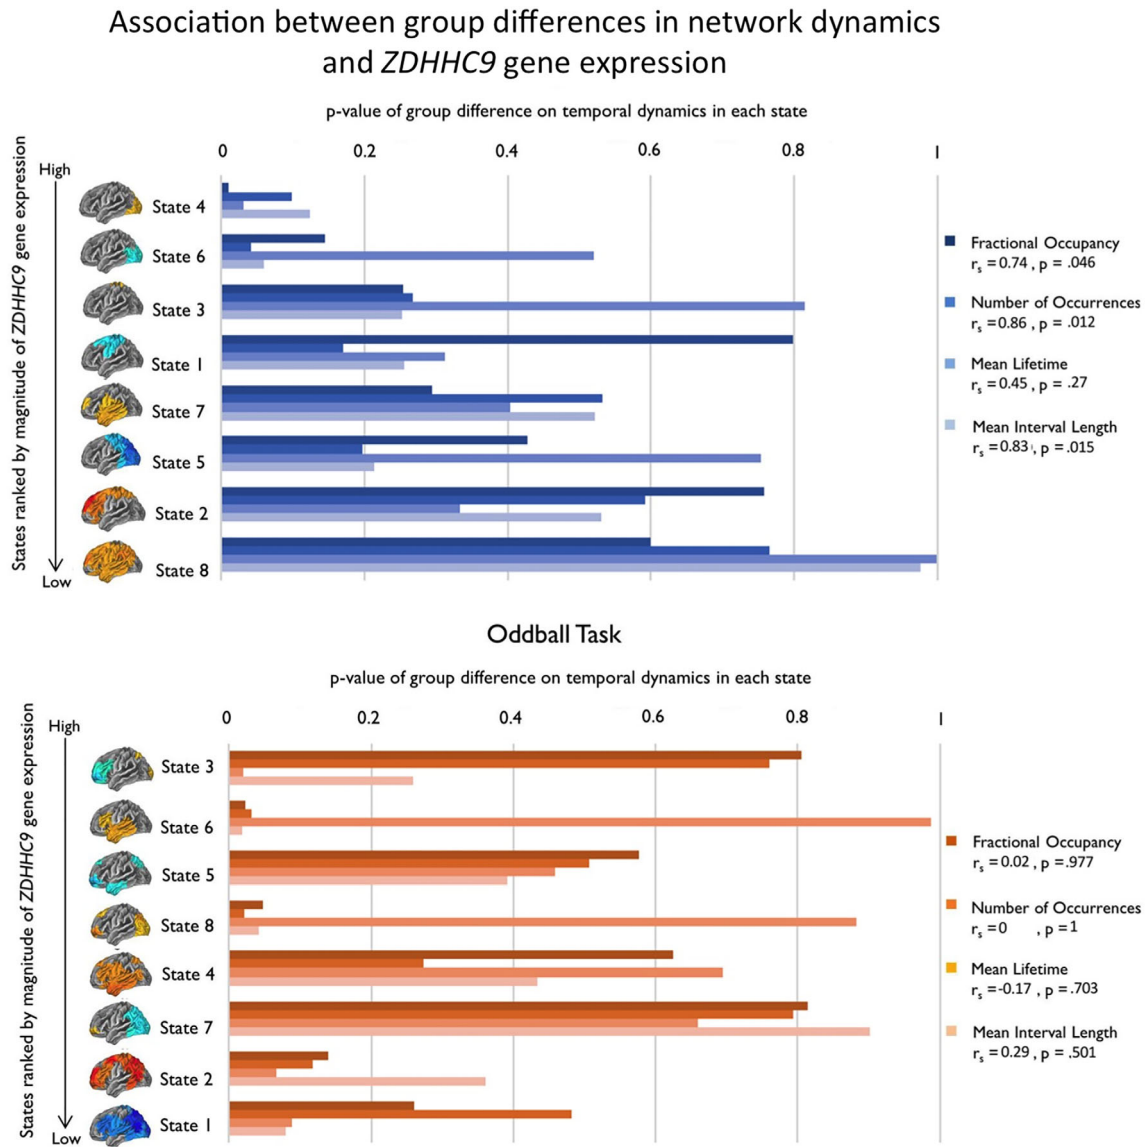 Association between group differences in network dynamics
and ZDHHC9 gene expression
p-value of group difference on temporal dynamics in each state
0 0.2 0.4 0.6 0.8 1
States ranked by magnitude of ZDHHC9 gene expression
High
State 4
State 6
State 3
State 1
State 7
State 5
State 2
State 8
Low
Fractional Occupancy
rs = 0.74 , p = .046
Number of Occurrences
rs =0.86 , p = .012
Mean Lifetime
rs = 0.45 , p = .27
Mean Interval Length
rs =0.83 , p =.015
Oddball Task
p-value of group difference on temporal dynamics in each state
0 0.2 0.4 0.6 0.8 1
States ranked by magnitude of ZDHHC9 gene expression
High
State 3
State 6
State 5
State 8
State 4
State 7
State 2
State 1
Low
Fractional Occupancy
rs = 0.02 , p =.977
Number of Occurrences
rs =0 , p =1
Mean Lifetime
rs =-0.17 , p =.703
Mean Interval Length
rs = 0.29 , p = .501